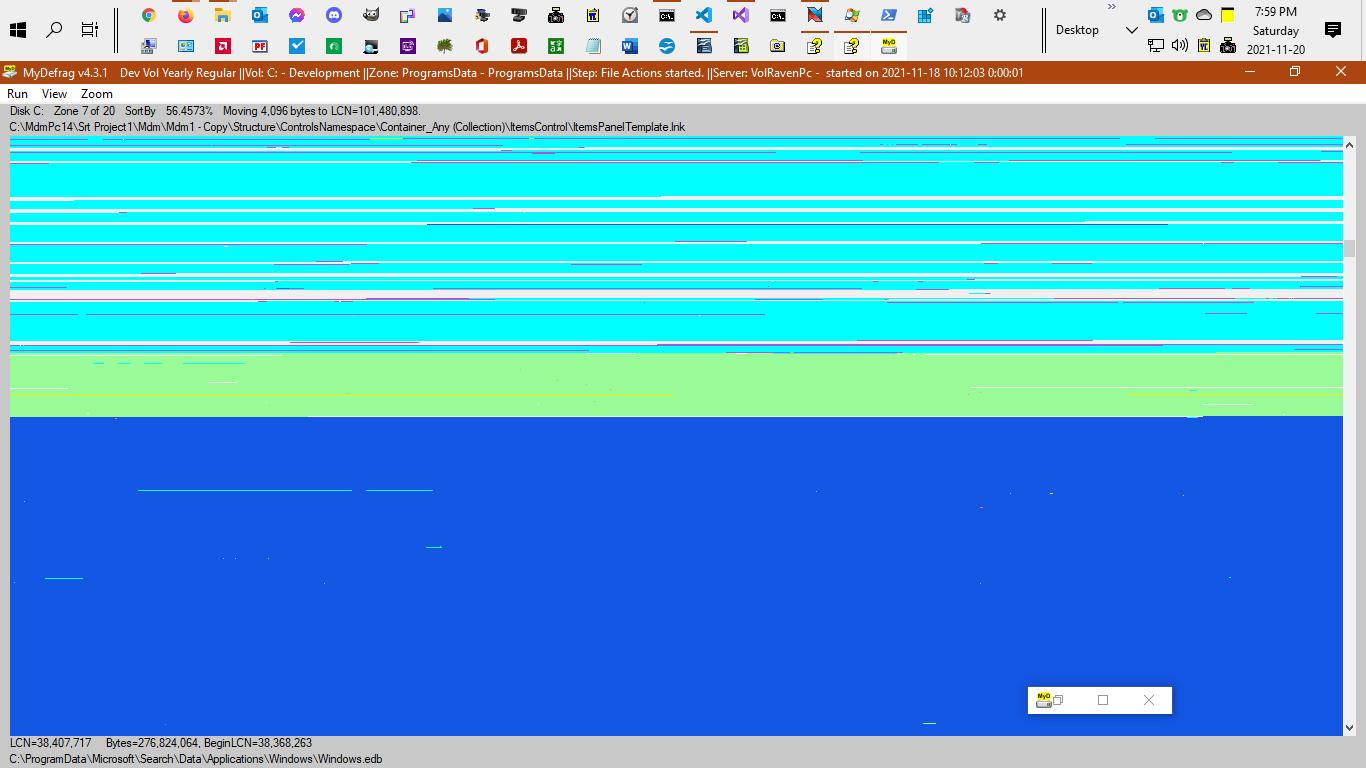 7:59 PM
Desktop
Saturday
2021-11-20
MyDefrag v4.3.1 Dev Vol Yearly Regular ||Vol: C: - Development ||Zone: ProgramsData - ProgramsData ||Step: File Actions started. ||Server: VolRavenPc - started on 2021-11-18 10:12:03 0:00:01
Run View Zoom
Disk C: Zone 7 of 20 SortBy 56.4573% Moving 4,096 bytes to LCN=101,480,898.
C:\MdmPc14\Srt Project1\Mdm\Mdm1 - Copy\Structure\ControlsNamespace\Container_Any (Collection)\ItemsControl\ItemsPanelTemplate.lnk
MyD
LCN=38,407,717 Bytes=276,824,064, BeginLCN=38,368,263
C:\ProgramData\Microsoft\Search\Data\Applications\Windows\Windows.edb